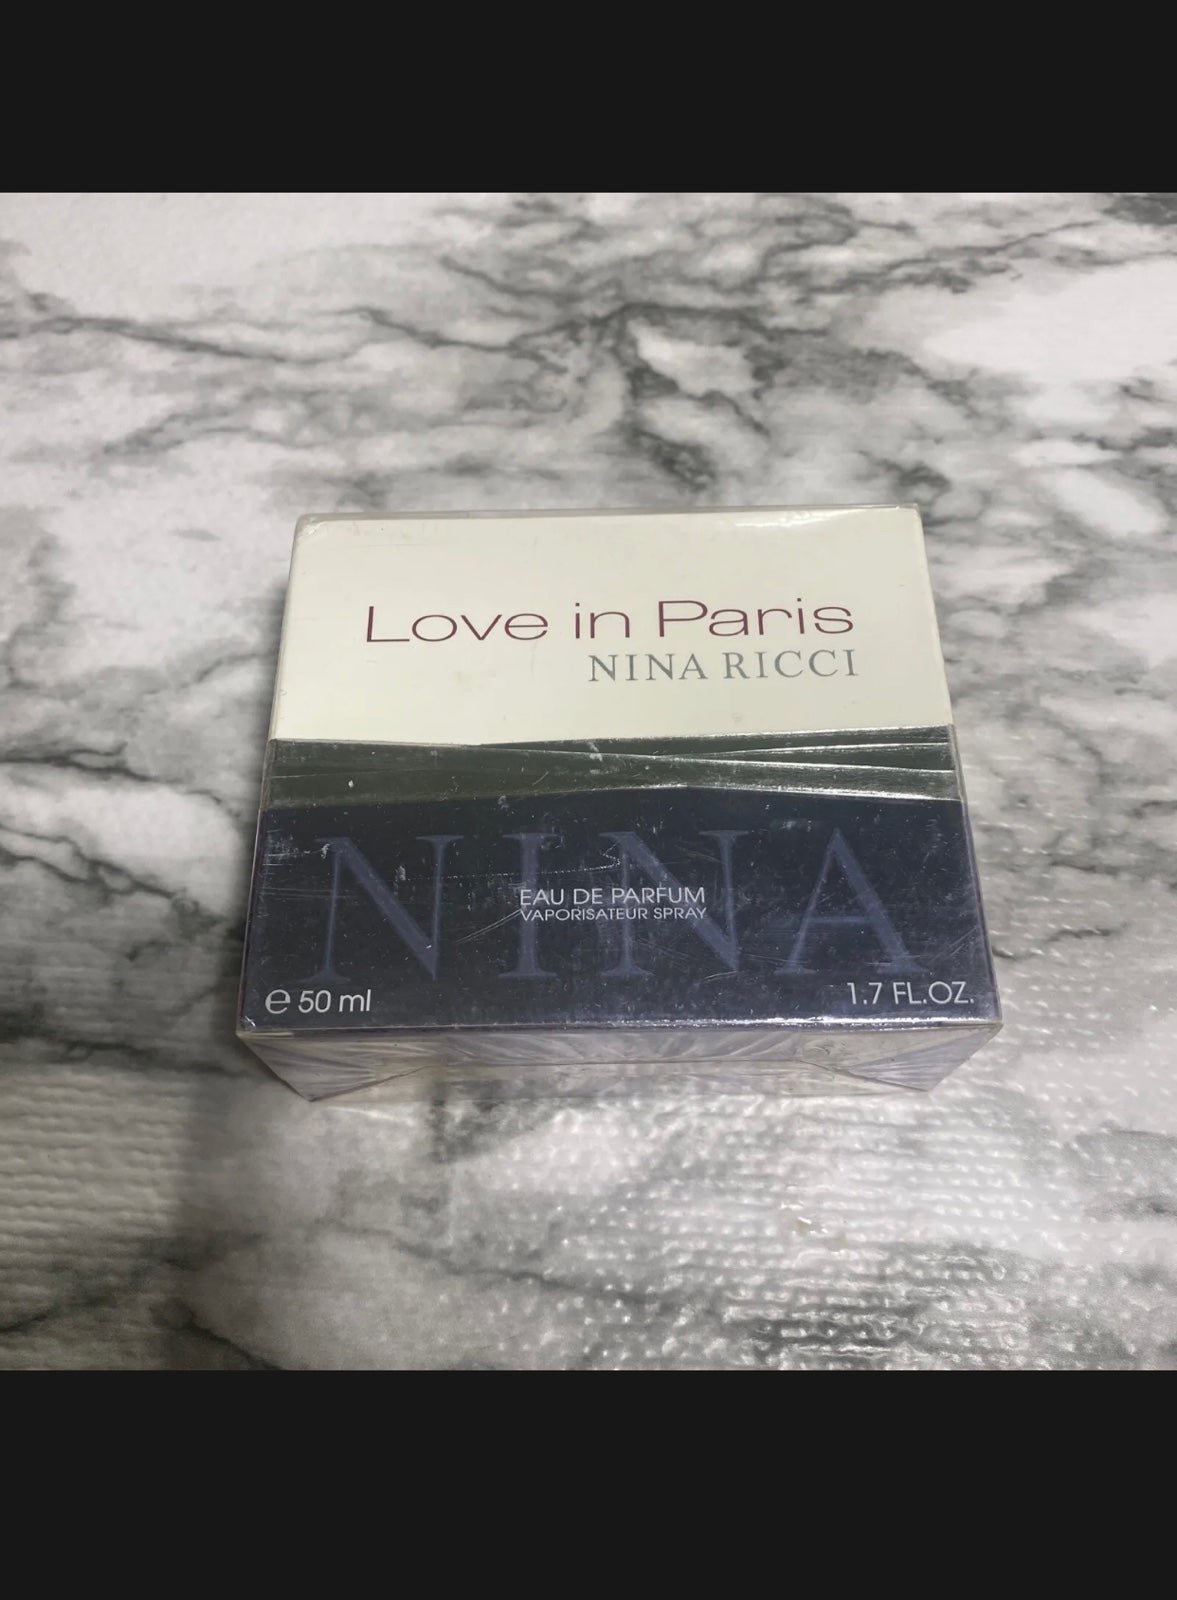 Love in Paris
NINA RICCI
NINA
EAU DE PARFUM
VAPORISATEUR SPRAY
℮ 50 ml
1.7 FL.OZ.